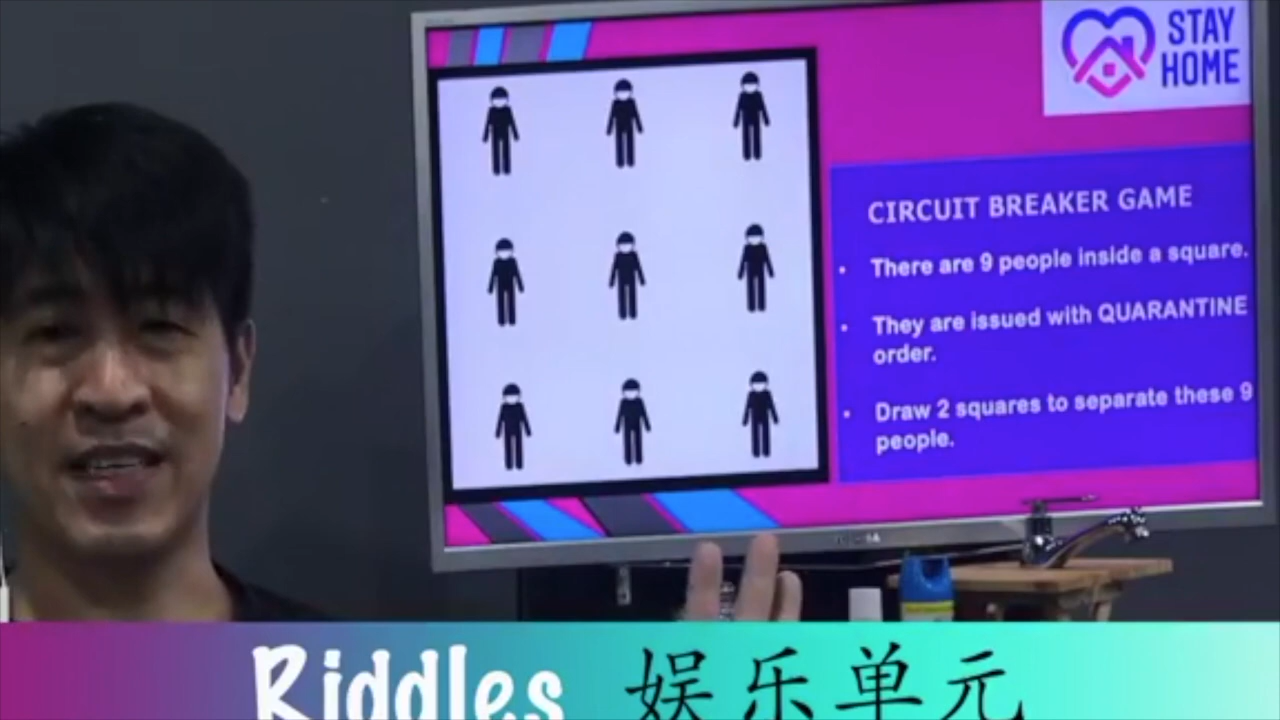 STAY
HOME
CIRCUIT BREAKER GAME
• There are 9 people inside a square.
• They are issued with QUARANTINE
order.
• Draw 2 squares to separate these 9
people.
Riddles 娱乐单元